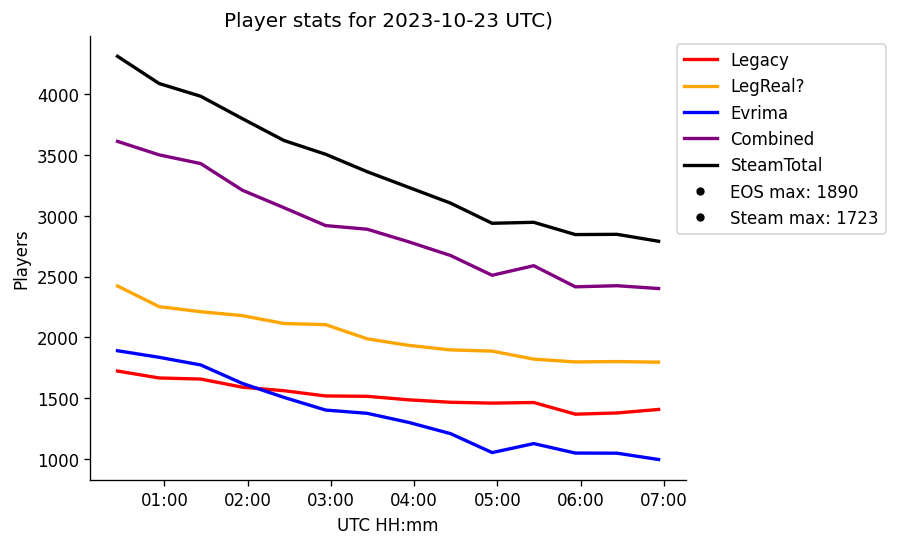 Player stats for 2023-10-23 UTC)
Legacy
LegReal?
Evrima
Combined
SteamTotal
EOS max: 1890
Steam max: 1723
Players
4000
3500
3000
2500
2000
1500
1000
01:00 02:00 03:00 04:00 05:00 06:00 07:00
UTC HH:mm